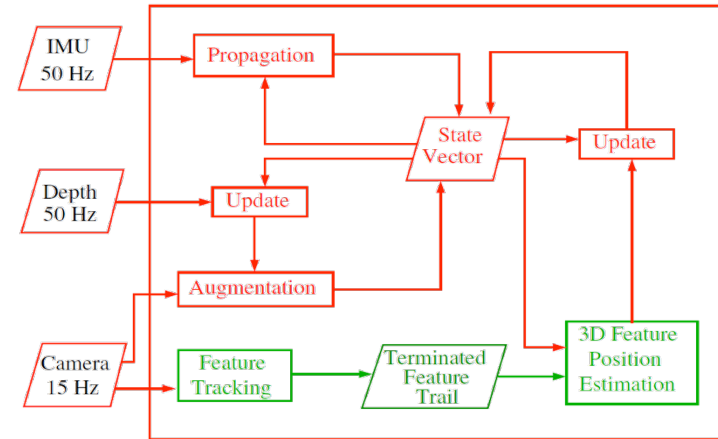 IMU
50 Hz
Propagation
State
Vector
Update
Depth
50 Hz
Update
Augmentation
Camera
15 Hz
Feature
Tracking
Terminated
Feature
Trail
3D Feature
Position
Estimation